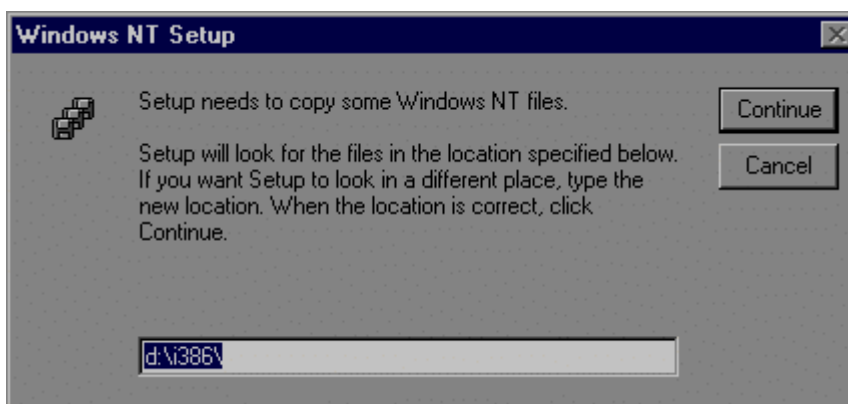 Windows NT Setup
Setup needs to copy some Windows NT files.
Setup will look for the files in the location specified below.
If you want Setup to look in a different place, type the
new location. When the location is correct, click
Continue.
Continue
Cancel
d:\i386\